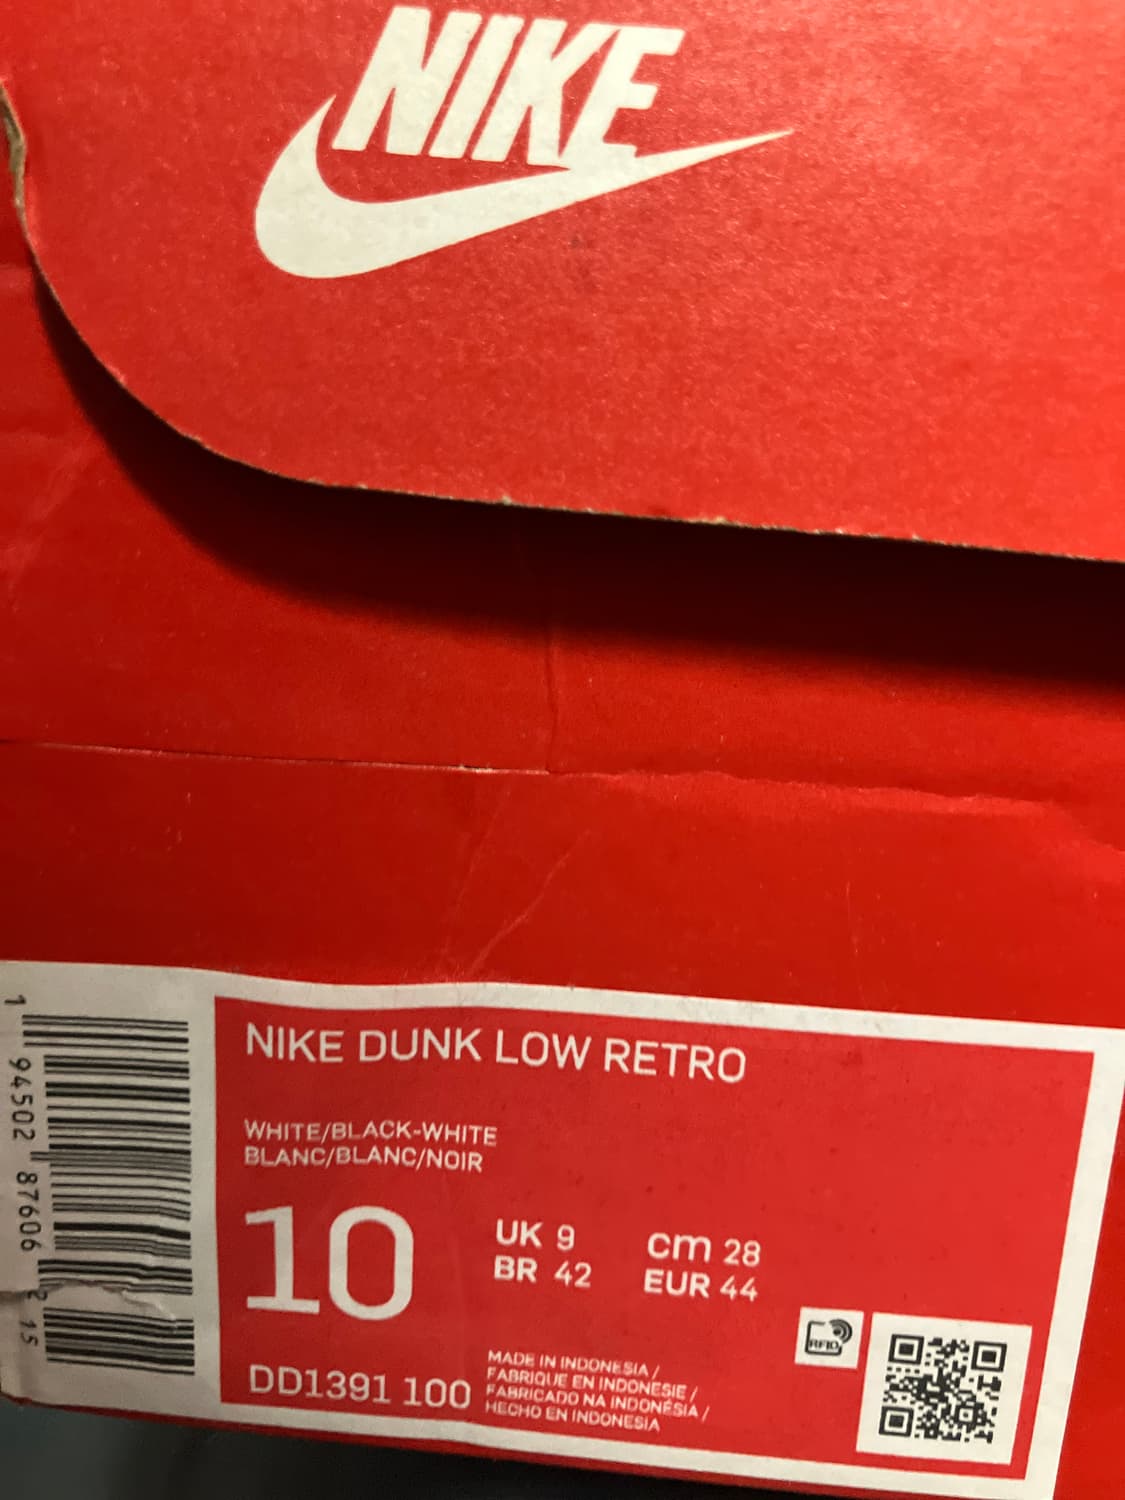 NIKE
NIKE DUNK LOW RETRO
WHITE/BLACK-WHITE
BLANC/BLANC/NOIR
10
UK 9
BR 42
cm 28
EUR 44
RFID
DD1391 100
MADE IN INDONESIA /
FABRIQUE EN INDONESIE /
FABRICADO NA INDONÉSIA /
HECHO EN INDONESIA
1 94502 87606 2 15